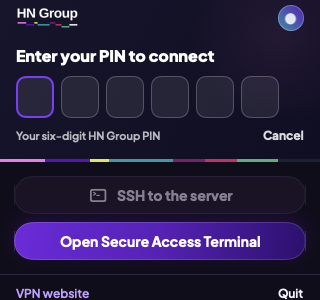 HN Group
Enter your PIN to connect
Your six-digit HN Group PIN
Cancel
SSH to the server
Open Secure Access Terminal
VPN website
Quit